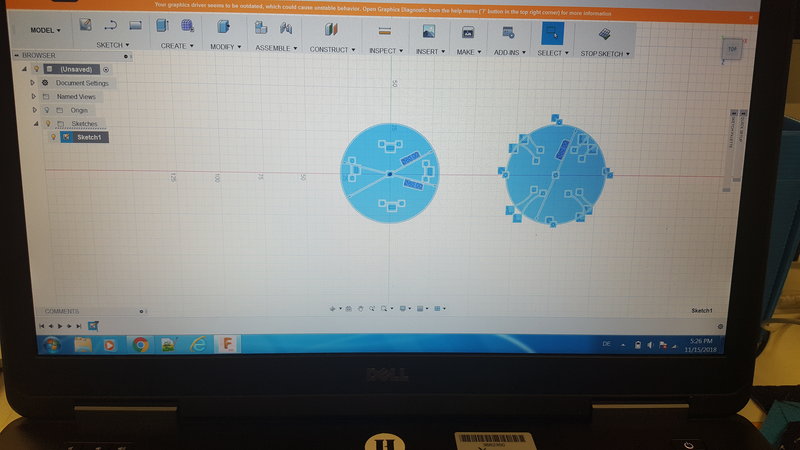 Your graphics driver seems to be outdated, which could cause unstable behavior. Open Graphics Diagnostic from the help menu ('?' button in the top right corner) for more information
MODEL
SKETCH CREATE MODIFY ASSEMBLE CONSTRUCT INSPECT INSERT MAKE ADD-INS SELECT STOP SKETCH
TOP
BROWSER
(Unsaved)
Document Settings
Named Views
Origin
Sketches
Sketch1
50
25
125 100 75 50 25
COMMENTS
Sketch1
DE
5:26 PM
11/15/2018
DELL
H